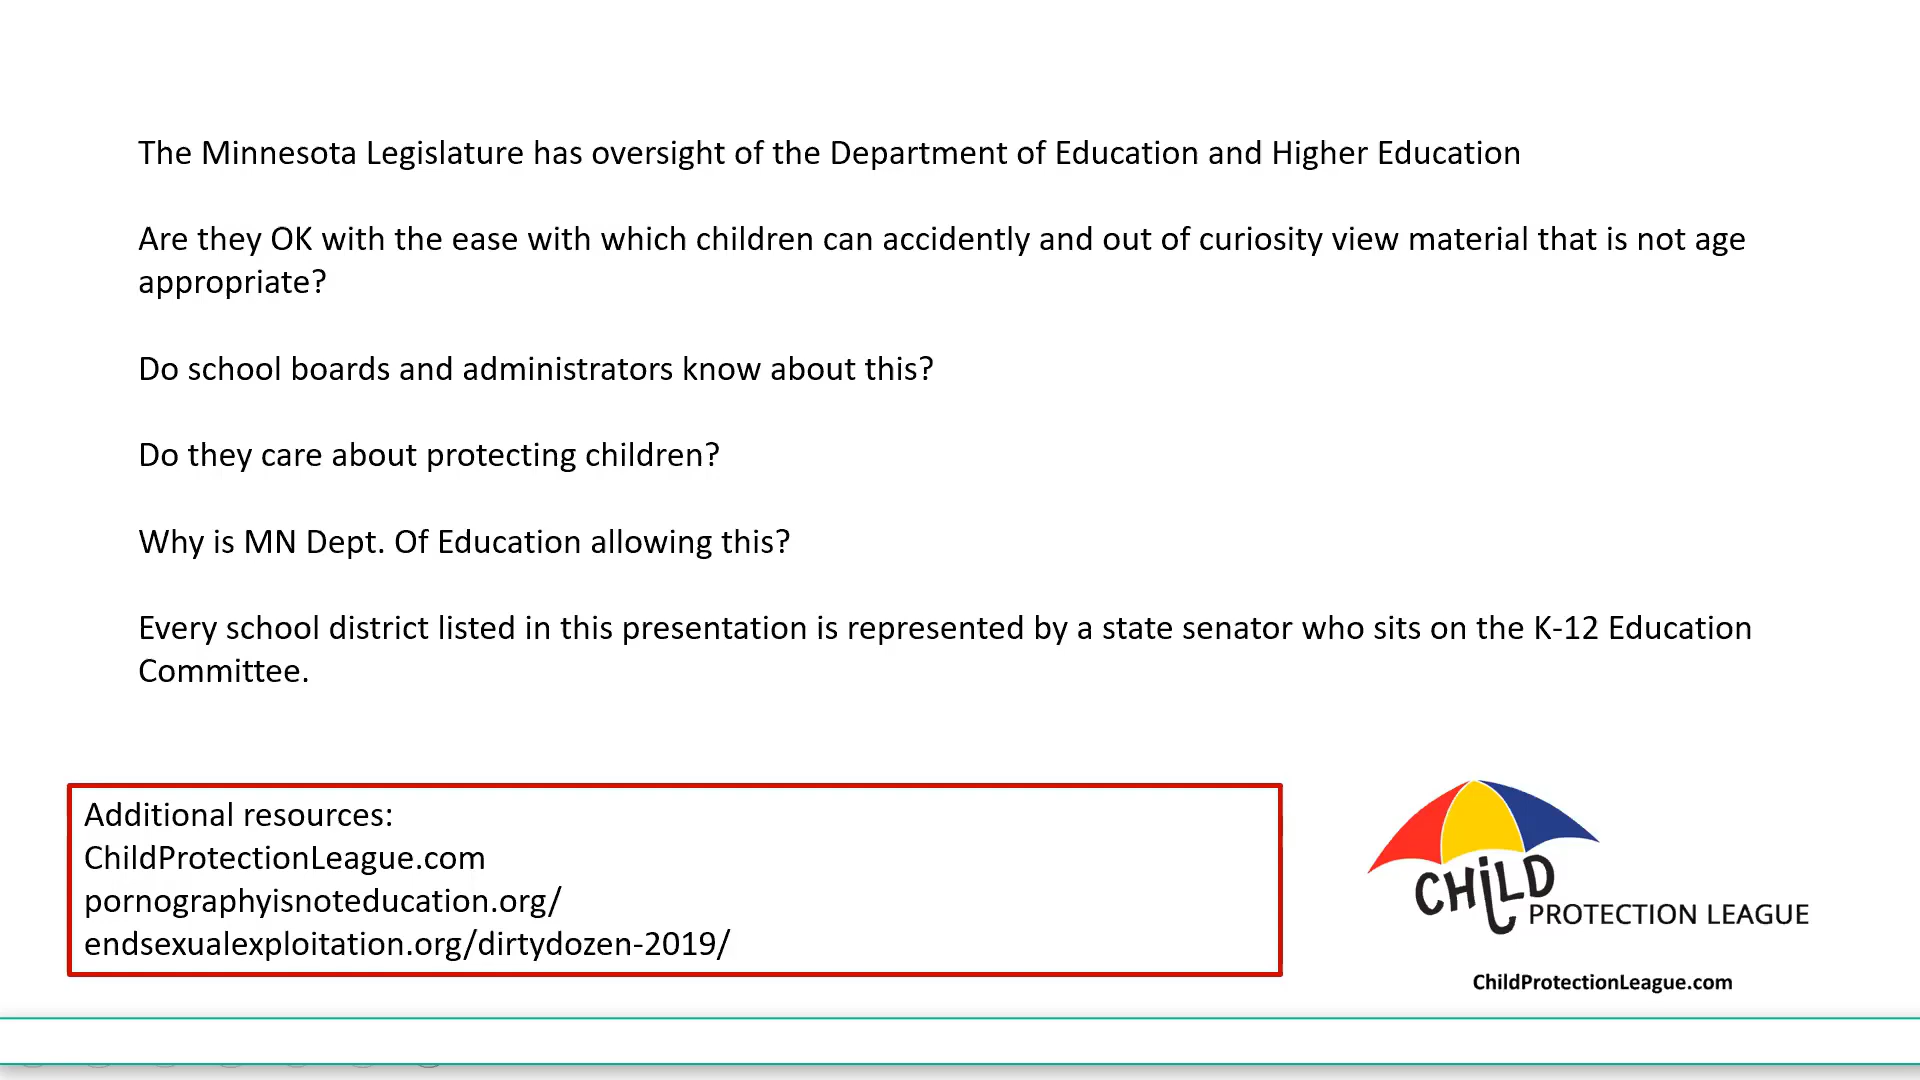 The Minnesota Legislature has oversight of the Department of Education and Higher Education
Are they OK with the ease with which children can accidently and out of curiosity view material that is not age
appropriate?
Do school boards and administrators know about this?
Do they care about protecting children?
Why is MN Dept. Of Education allowing this?
Every school district listed in this presentation is represented by a state senator who sits on the K-12 Education
Committee.
Additional resources:
ChildProtectionLeague.com
pornographyisnoteducation.org/
endsexualexploitation.org/dirtydozen-2019/
CHiLD
PROTECTION LEAGUE
ChildProtectionLeague.com